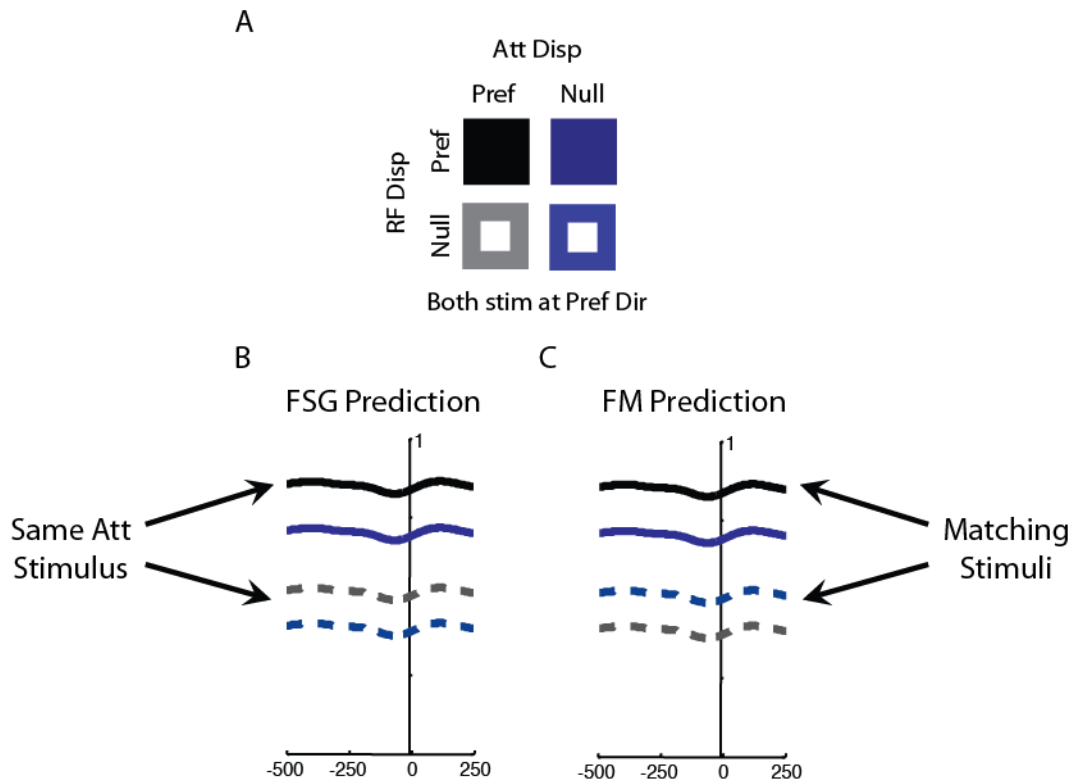 A
Att Disp
Pref Null
RF Disp
Pref
Null
Both stim at Pref Dir
B
C
FSG Prediction
FM Prediction
1
1
Same Att
Stimulus
Matching
Stimuli
-500 -250 0 250
-500 -250 0 250